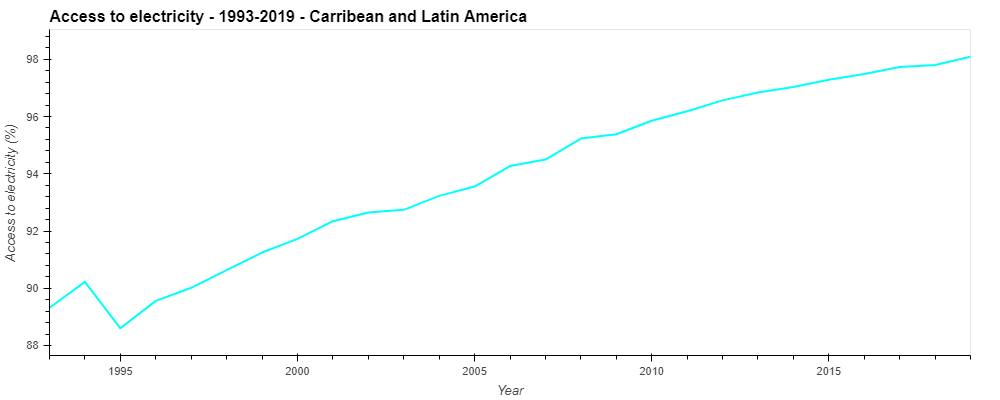 Access to electricity - 1993-2019 - Carribean and Latin America
Access to electricity (%)
98
96
94
92
90
88
1995 2000 2005 2010 2015
Year